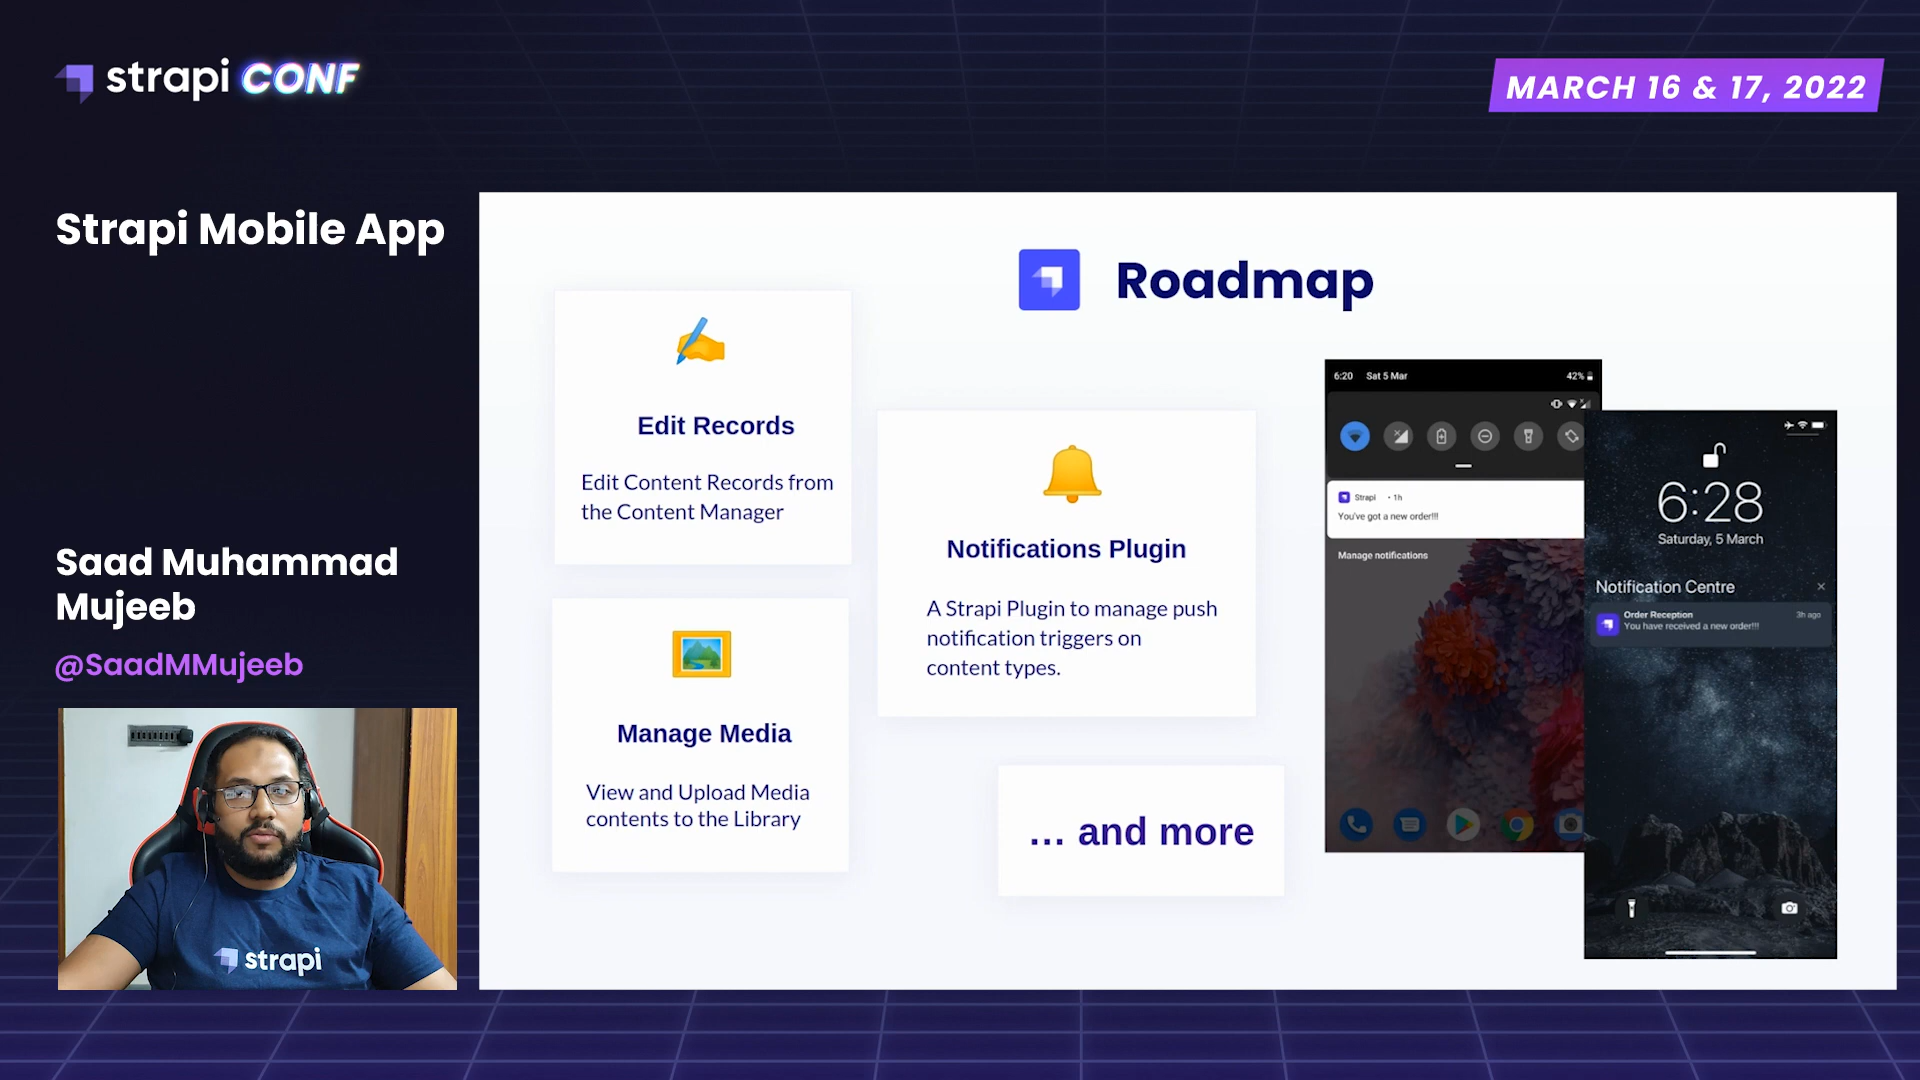 strapi CONF
MARCH 16 & 17, 2022
Strapi Mobile App
Saad Muhammad
Mujeeb
@SaadMMujeeb
strapi
Roadmap
Edit Records
Edit Content Records from
the Content Manager
Manage Media
View and Upload Media
contents to the Library
Notifications Plugin
A Strapi Plugin to manage push
notification triggers on
content types.
... and more
6:20 Sat 5 Mar 42%
Strapi • 1h
You've got a new order!!!
Manage notifications
6:28
Saturday, 5 March
Notification Centre
Order Reception 3h ago
You have received a new order!!!